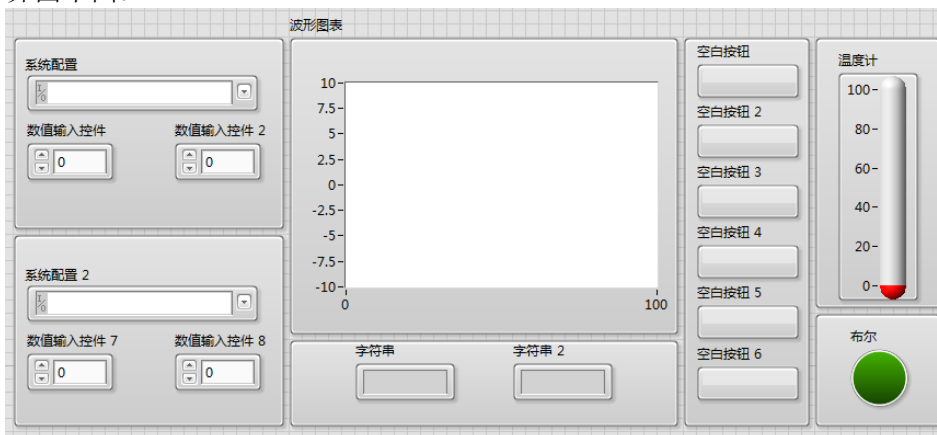 波形图表
系统配置
数值输入控件 数值输入控件 2
0 0
系统配置 2
数值输入控件 7 数值输入控件 8
0 0
10
7.5
5
2.5
0
-2.5
-5
-7.5
-10
0 100
字符串 字符串 2
空白按钮
空白按钮 2
空白按钮 3
空白按钮 4
空白按钮 5
空白按钮 6
温度计
100
80
60
40
20
0
布尔